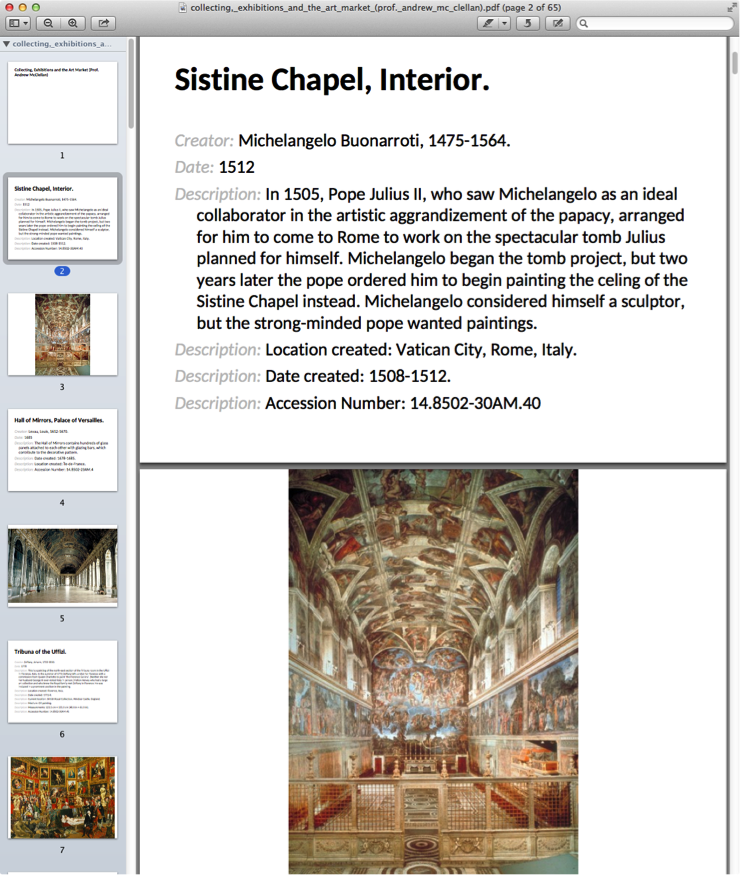 collecting,_exhibitions_and_the_art_market_(prof._andrew_mc_clellan).pdf (page 2 of 65)
collecting,_exhibitions_a...
Collecting, Exhibitions and the Art Market (Prof.
Andrew McClellan)
1
Sistine Chapel, Interior.
2
3
Hall of Mirrors, Palace of Versailles.
4
5
Tribuna of the Uffizi.
6
7
Sistine Chapel, Interior.
Creator: Michelangelo Buonarroti, 1475-1564.
Date: 1512
Description: In 1505, Pope Julius II, who saw Michelangelo as an ideal
collaborator in the artistic aggrandizement of the papacy, arranged
for him to come to Rome to work on the spectacular tomb Julius
planned for himself. Michelangelo began the tomb project, but two
years later the pope ordered him to begin painting the celing of the
Sistine Chapel instead. Michelangelo considered himself a sculptor,
but the strong-minded pope wanted paintings.
Description: Location created: Vatican City, Rome, Italy.
Description: Date created: 1508-1512.
Description: Accession Number: 14.8502-30AM.40